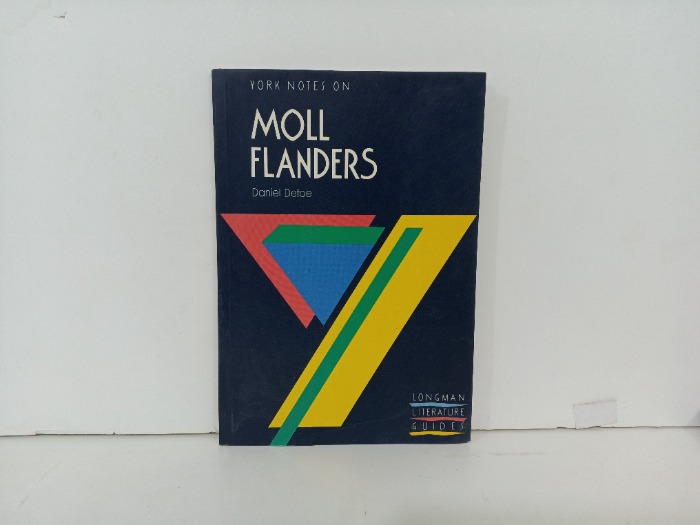 YORK NOTES ON
MOLL
FLANDERS
Daniel Defoe
LONGMAN
LITERATURE
GUIDES